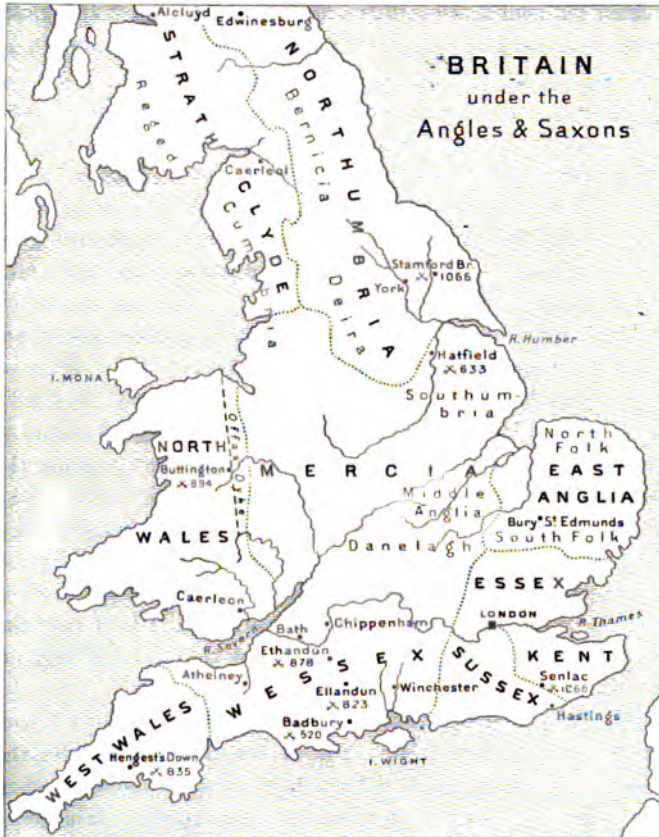 BRITAIN
under the
Angles & Saxons
Alcluyd
Edwinesburg
STRATH
CLYDE
Reged
NORTHUMBRIA
Bernicia
Caerleol
Cumbria
Deira
Stamford Br.
1066
York
R. Humber
Hatfield
633
Southum-
bria
I. MONA
Offa's Dyke
NORTH
WALES
Buttington
894
MERCIA
Middle
Anglia
North
Folk
EAST
ANGLIA
Bury St. Edmunds
South Folk
Danelagh
ESSEX
Caerleon
R. Severn
Bath
Chippenham
LONDON
R. Thames
Ethandun
878
Athelney
WESSEX
SUSSEX
KENT
Ellandun
823
Winchester
Senlac
1066
Hastings
Badbury
520
WEST WALES
Hengest's Down
835
I. WIGHT